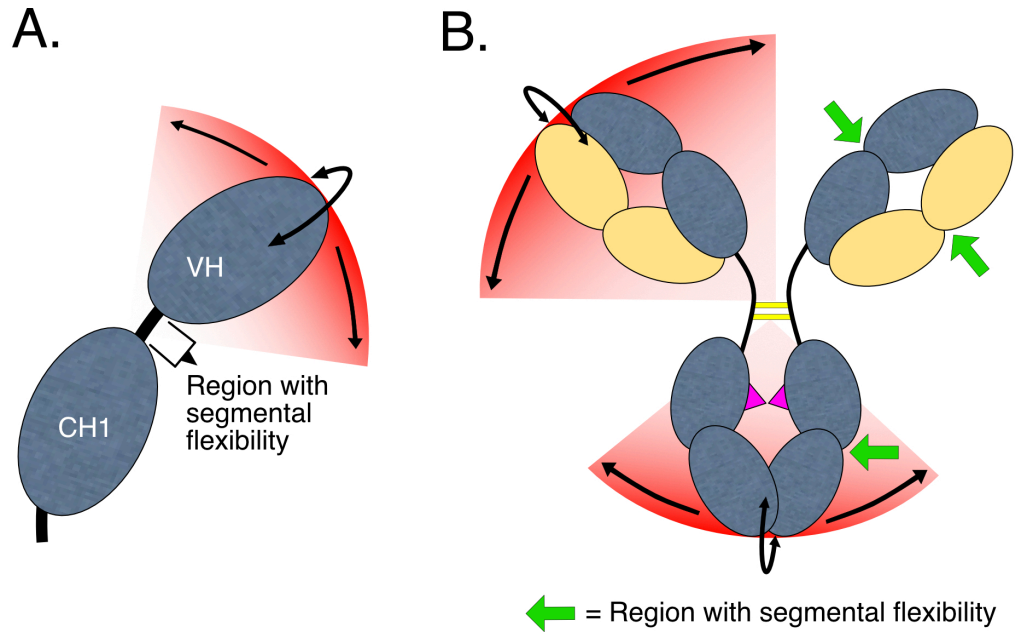 A.
B.
VH
Region with
segmental
flexibility
CH1
= Region with segmental flexibility